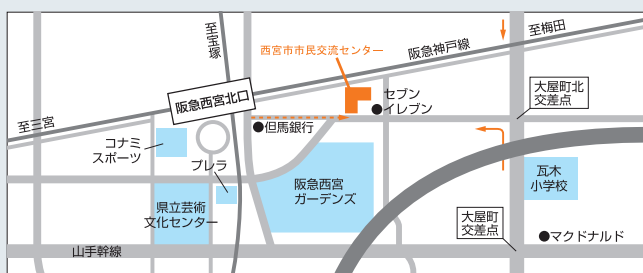 至梅田
至宝塚
西宮市市民交流センター
阪急神戸線
セブン
イレブン
大屋町北
交差点
阪急西宮北口
至三宮
●但馬銀行
コナミ
スポーツ
プレラ
阪急西宮
ガーデンズ
瓦木
小学校
県立芸術
文化センター
大屋町
交差点
●マクドナルド
山手幹線